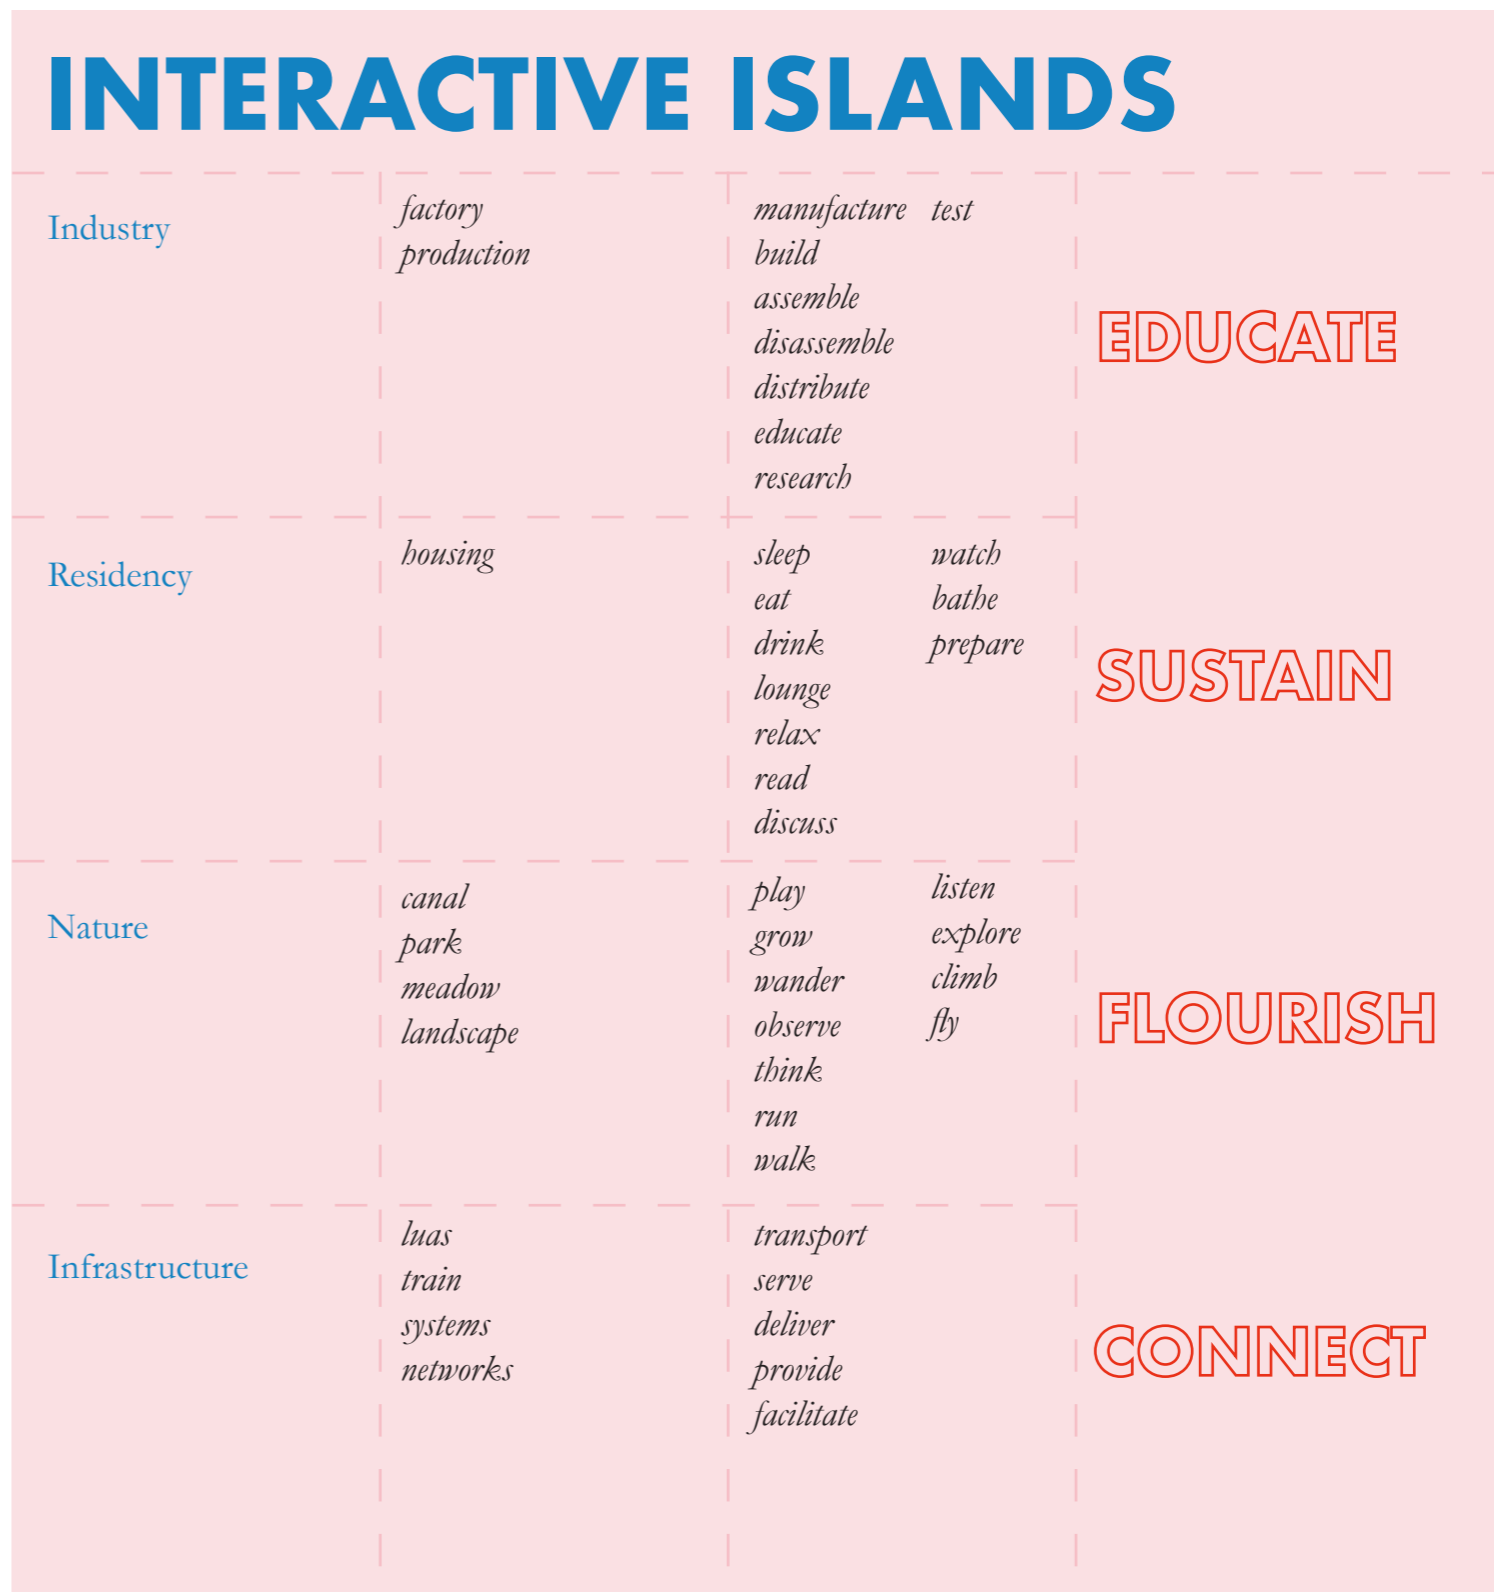 INTERACTIVE ISLANDS
Industry
factory
production
manufacture
build
assemble
disassemble
distribute
educate
research
test
EDUCATE
Residency
housing
sleep
eat
drink
lounge
relax
read
discuss
watch
bathe
prepare
SUSTAIN
Nature
canal
park
meadow
landscape
play
grow
wander
observe
think
run
walk
listen
explore
climb
fly
FLOURISH
Infrastructure
luas
train
systems
networks
transport
serve
deliver
provide
facilitate
CONNECT